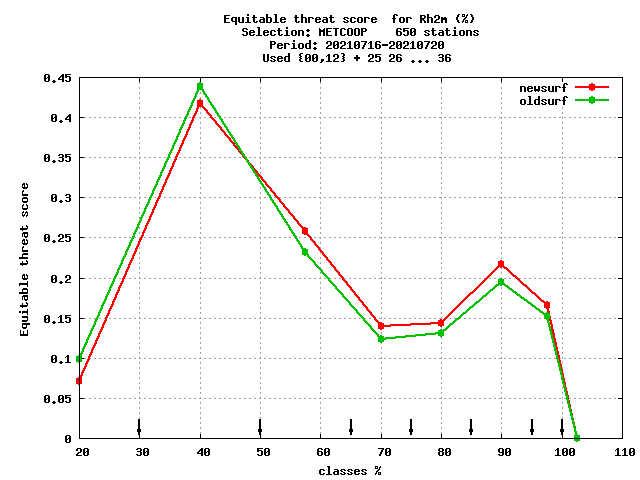 Equitable threat score  for Rh2m (%)
Selection: METCOOP    650 stations
Period: 20210716-20210720
Used {00,12} + 25 26 ... 36
newsurf
oldsurf
Equitable threat score
0.45
0.4
0.35
0.3
0.25
0.2
0.15
0.1
0.05
0
20 30 40 50 60 70 80 90 100 110
classes %